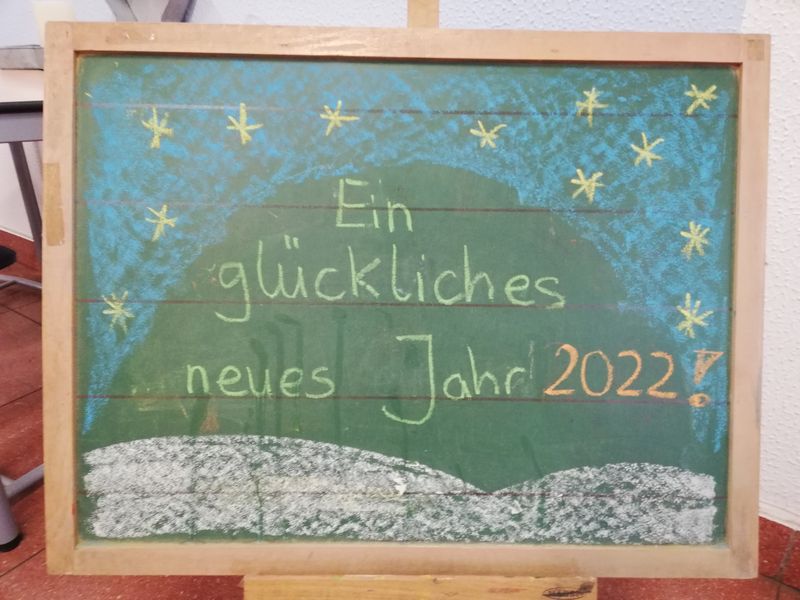 Ein
glückliches
neues Jahr 2022!